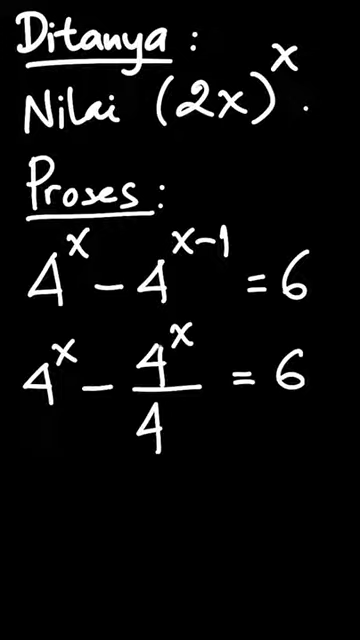 Ditanya :
Nilai (2x)^x .
Proses :
4^x - 4^(x-1) = 6
4^x - 4^x/4 = 6